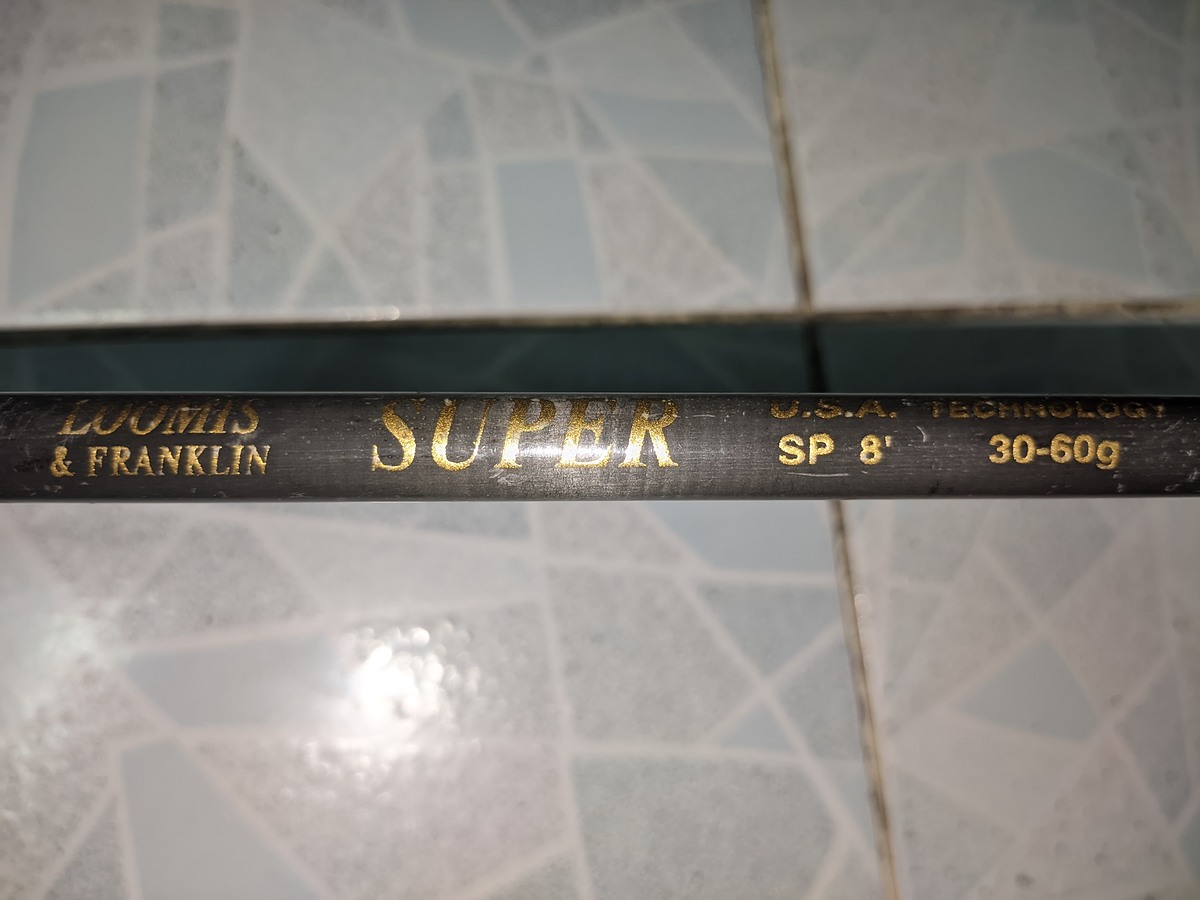 LOOMIS
& FRANKLIN
SUPER
U.S.A. TECHNOLOGY
SP 8' 30-60g